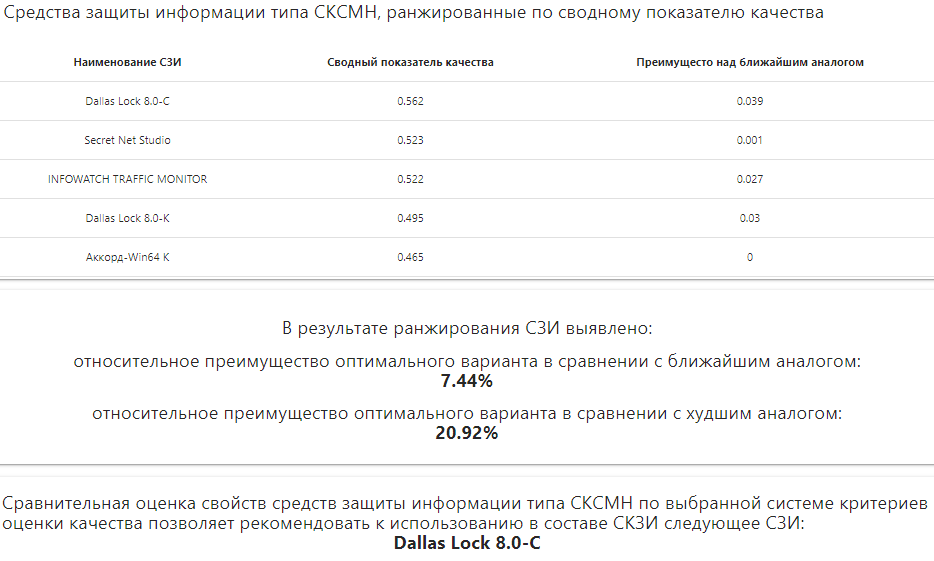 Средства защиты информации типа СКСМН, ранжированные по сводному показателю качества
Наименование СЗИ Сводный показатель качества Преимущесто над ближайшим аналогом
Dallas Lock 8.0-C 0.562 0.039
Secret Net Studio 0.523 0.001
INFOWATCH TRAFFIC MONITOR 0.522 0.027
Dallas Lock 8.0-K 0.495 0.03
Аккорд-Win64 K 0.465 0
В результате ранжирования СЗИ выявлено:
относительное преимущество оптимального варианта в сравнении с ближайшим аналогом:
7.44%
относительное преимущество оптимального варианта в сравнении с худшим аналогом:
20.92%
Сравнительная оценка свойств средств защиты информации типа СКСМН по выбранной системе критериев
оценки качества позволяет рекомендовать к использованию в составе СКЗИ следующее СЗИ:
Dallas Lock 8.0-C